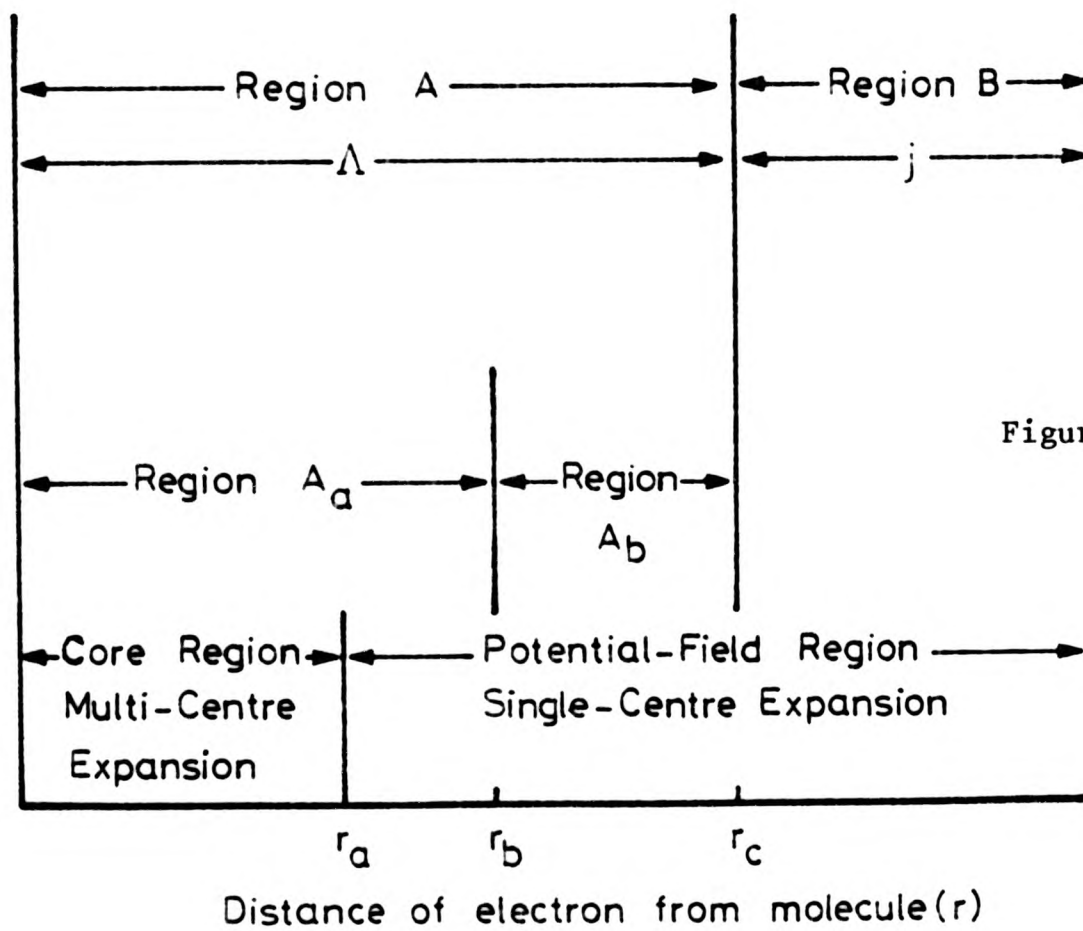 Region A
Region B
Λ
j
Figur
Region A_a
Region
A_b
Core Region
Multi-Centre
Expansion
Potential-Field Region
Single-Centre Expansion
r_a
r_b
r_c
Distance of electron from molecule(r)